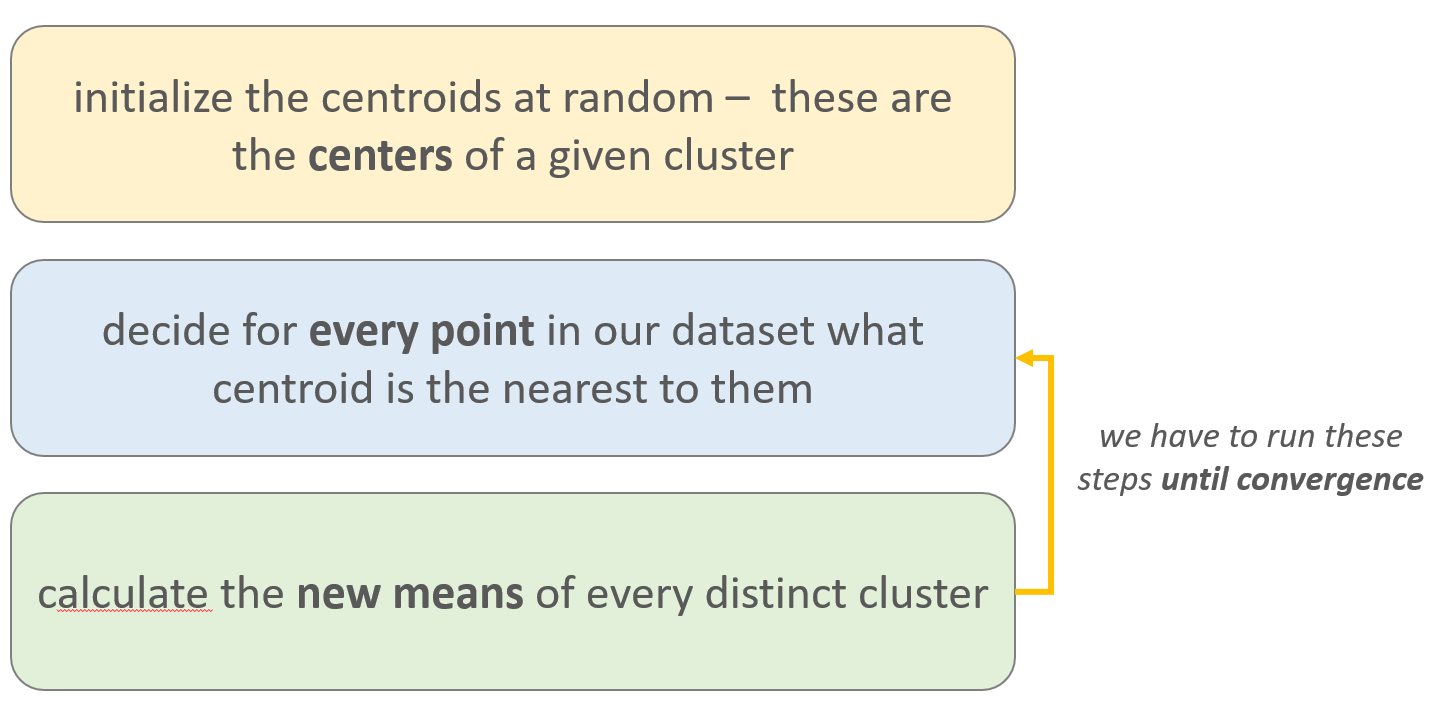 initialize the centroids at random – these are
the centers of a given cluster
decide for every point in our dataset what
centroid is the nearest to them
we have to run these
steps until convergence
calculate the new means of every distinct cluster